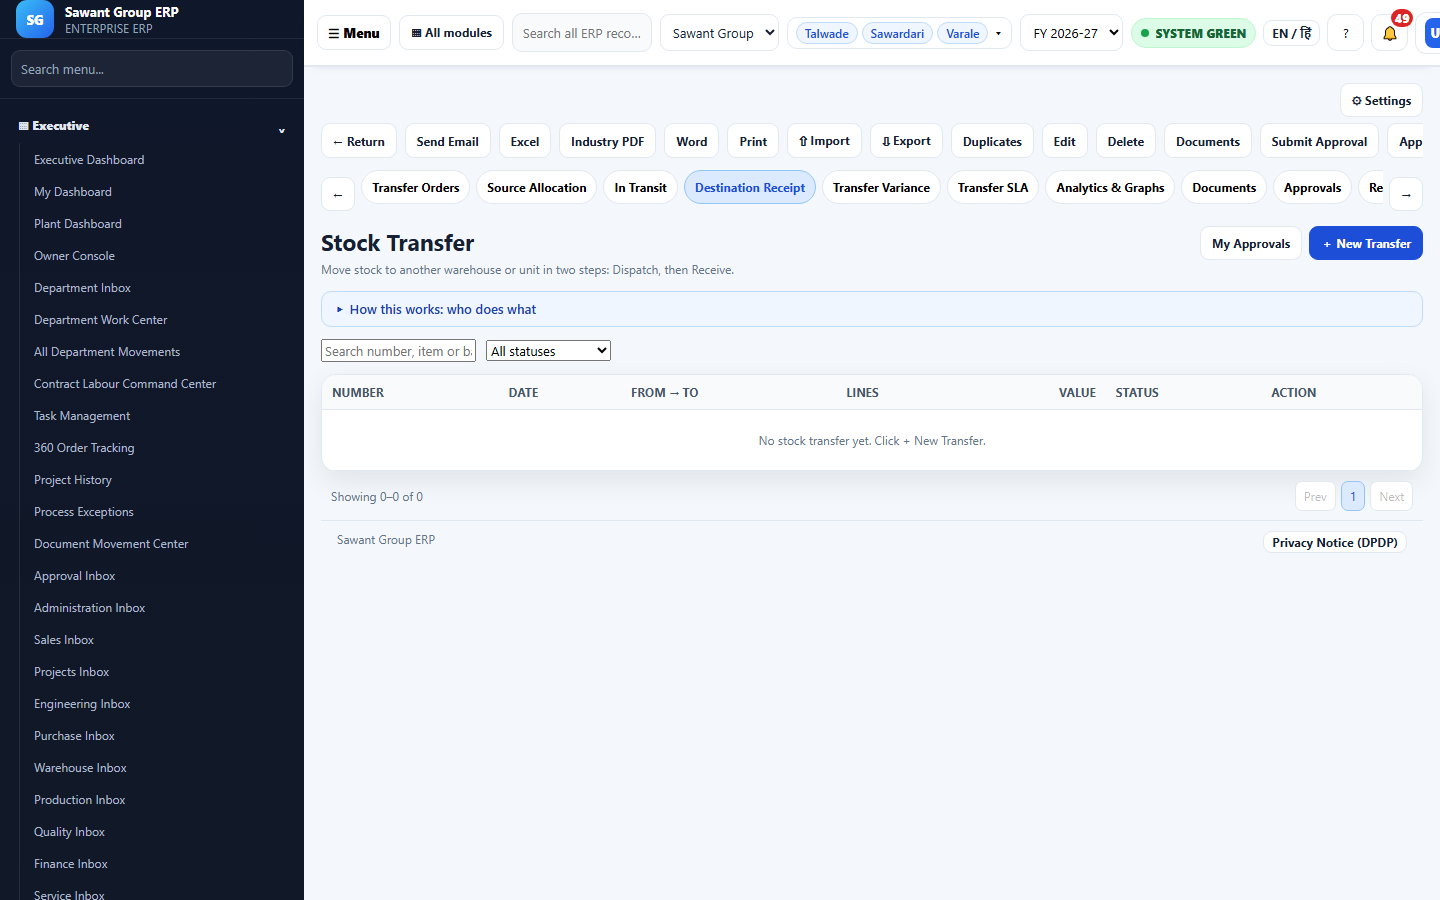 SG
Sawant Group ERP
ENTERPRISE ERP
Search menu...
Executive
Executive Dashboard
My Dashboard
Plant Dashboard
Owner Console
Department Inbox
Department Work Center
All Department Movements
Contract Labour Command Center
Task Management
360 Order Tracking
Project History
Process Exceptions
Document Movement Center
Approval Inbox
Administration Inbox
Sales Inbox
Projects Inbox
Engineering Inbox
Purchase Inbox
Warehouse Inbox
Production Inbox
Quality Inbox
Finance Inbox
Service Inbox
☰ Menu All modules Search all ERP reco... Sawant Group Talwade Sawardari Varale FY 2026-27 SYSTEM GREEN EN / हिं ? 49 U
⚙ Settings
← Return Send Email Excel Industry PDF Word Print ⇧ Import ⇩ Export Duplicates Edit Delete Documents Submit Approval App
← Transfer Orders Source Allocation In Transit Destination Receipt Transfer Variance Transfer SLA Analytics & Graphs Documents Approvals Re →
Stock Transfer
My Approvals + New Transfer
Move stock to another warehouse or unit in two steps: Dispatch, then Receive.
▸ How this works: who does what
Search number, item or ba All statuses
NUMBER DATE FROM → TO LINES VALUE STATUS ACTION
No stock transfer yet. Click + New Transfer.
Showing 0–0 of 0 Prev 1 Next
Sawant Group ERP Privacy Notice (DPDP)